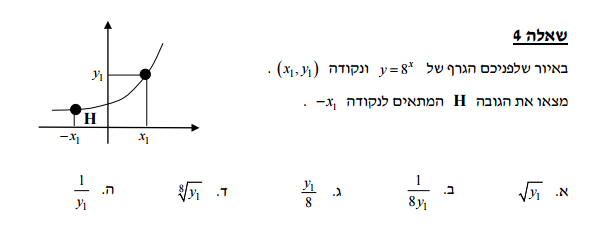 שאלה 4
באיור שלפניכם הגרף של y = 8^x ונקודה (x₁, y₁) .
מצאו את הגובה H המתאים לנקודה −x₁ .
y₁
H
−x₁
x₁
א. √y₁ ב. 1/(8y₁) ג. y₁/8 ד. ⁸√y₁ ה. 1/y₁